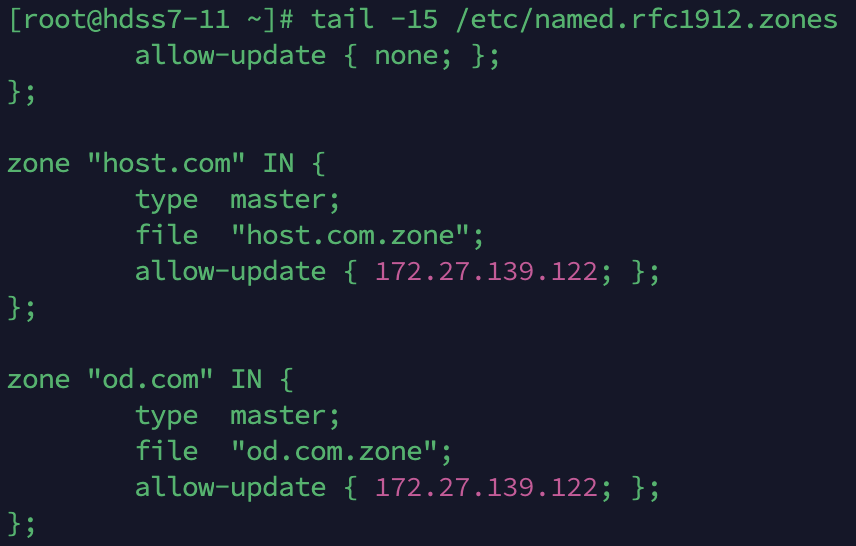 [root@hdss7-11 ~]# tail -15 /etc/named.rfc1912.zones
        allow-update { none; };
};

zone "host.com" IN {
        type  master;
        file  "host.com.zone";
        allow-update { 172.27.139.122; };
};

zone "od.com" IN {
        type  master;
        file  "od.com.zone";
        allow-update { 172.27.139.122; };
};